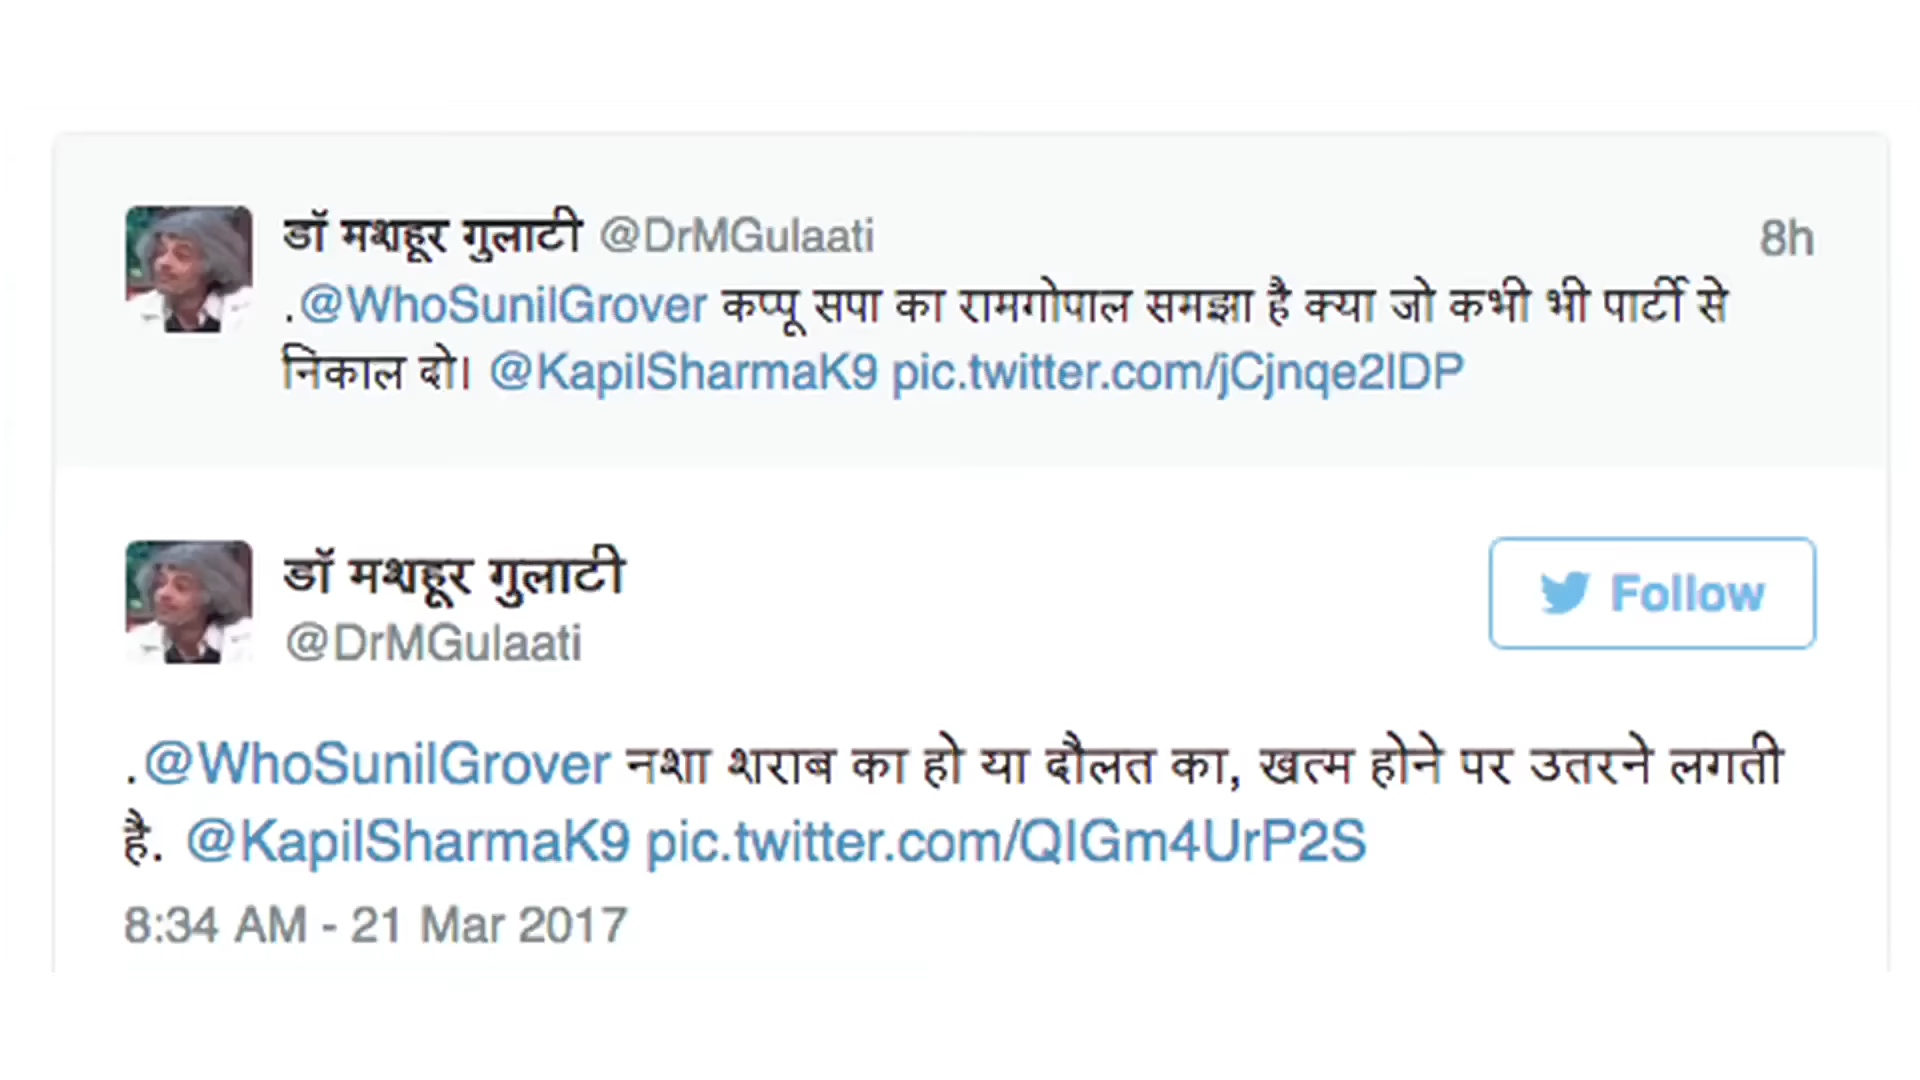 डॉ मशहूर गुलाटी @DrMGulaati 8h
.@WhoSunilGrover कप्पू सपा का रामगोपाल समझा है क्या जो कभी भी पार्टी से
निकाल दो। @KapilSharmaK9 pic.twitter.com/jCjnqe2lDP
डॉ मशहूर गुलाटी
@DrMGulaati
Follow
.@WhoSunilGrover नशा शराब का हो या दौलत का, खत्म होने पर उतरने लगती
है. @KapilSharmaK9 pic.twitter.com/QIGm4UrP2S
8:34 AM - 21 Mar 2017